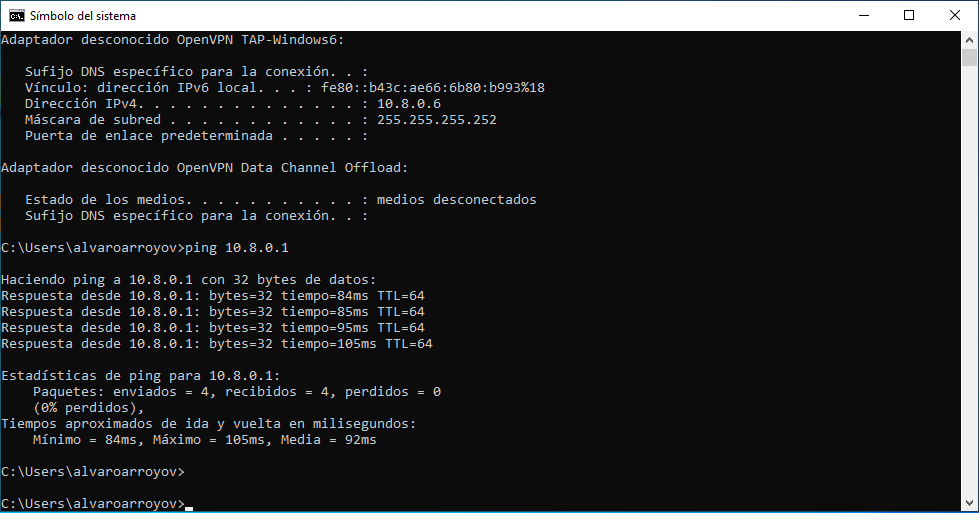 Símbolo del sistema
Adaptador desconocido OpenVPN TAP-Windows6:
Sufijo DNS específico para la conexión. . :
Vínculo: dirección IPv6 local. . . : fe80::b43c:ae66:6b80:b993%18
Dirección IPv4. . . . . . . . . . . . . . : 10.8.0.6
Máscara de subred . . . . . . . . . . . . : 255.255.255.252
Puerta de enlace predeterminada . . . . . :
Adaptador desconocido OpenVPN Data Channel Offload:
Estado de los medios. . . . . . . . . . . : medios desconectados
Sufijo DNS específico para la conexión. . :
C:\Users\alvaroarroyov>ping 10.8.0.1
Haciendo ping a 10.8.0.1 con 32 bytes de datos:
Respuesta desde 10.8.0.1: bytes=32 tiempo=84ms TTL=64
Respuesta desde 10.8.0.1: bytes=32 tiempo=85ms TTL=64
Respuesta desde 10.8.0.1: bytes=32 tiempo=95ms TTL=64
Respuesta desde 10.8.0.1: bytes=32 tiempo=105ms TTL=64
Estadísticas de ping para 10.8.0.1:
Paquetes: enviados = 4, recibidos = 4, perdidos = 0
(0% perdidos),
Tiempos aproximados de ida y vuelta en milisegundos:
Mínimo = 84ms, Máximo = 105ms, Media = 92ms
C:\Users\alvaroarroyov>
C:\Users\alvaroarroyov>